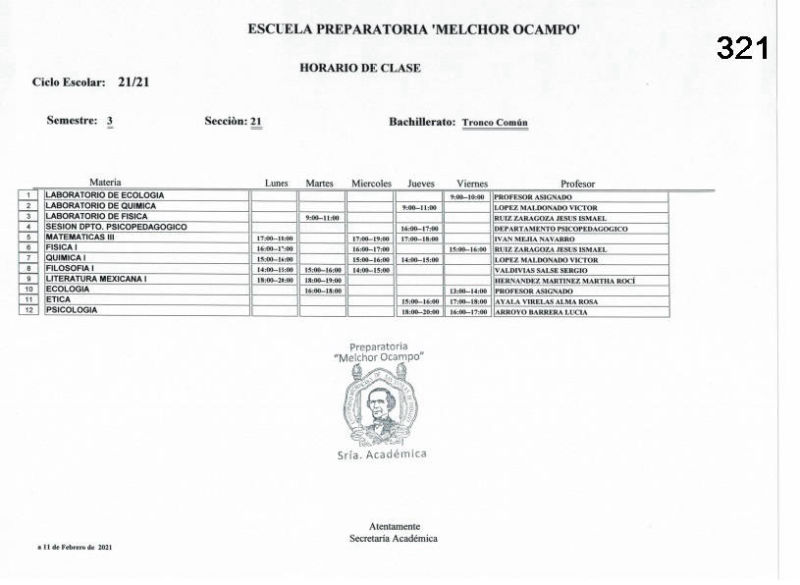 ESCUELA PREPARATORIA 'MELCHOR OCAMPO'
321
HORARIO DE CLASE
Ciclo Escolar: 21/21
Semestre: 3 Secciòn: 21 Bachillerato: Tronco Común
Materia Lunes Martes Miercoles Jueves Viernes Profesor
1 LABORATORIO DE ECOLOGIA 9:00--10:00 PROFESOR ASIGNADO
2 LABORATORIO DE QUIMICA 9:00--11:00 LOPEZ MALDONADO VICTOR
3 LABORATORIO DE FISICA 9:00--11:00 RUIZ ZARAGOZA JESUS ISMAEL
4 SESION DPTO. PSICOPEDAGOGICO 16:00--17:00 DEPARTAMENTO PSICOPEDAGOGICO
5 MATEMATICAS III 17:00--18:00 17:00--19:00 17:00--18:00 IVAN MEJIA NAVARRO
6 FISICA I 16:00--17:00 16:00--17:00 15:00--16:00 RUIZ ZARAGOZA JESUS ISMAEL
7 QUIMICA I 15:00--16:00 15:00--16:00 14:00--15:00 LOPEZ MALDONADO VICTOR
8 FILOSOFIA I 14:00--15:00 15:00--16:00 14:00--15:00 VALDIVIAS SALSE SERGIO
9 LITERATURA MEXICANA I 18:00--20:00 18:00--19:00 HERNANDEZ MARTINEZ MARTHA ROCÍ
10 ECOLOGIA 16:00--18:00 13:00--14:00 PROFESOR ASIGNADO
11 ETICA 15:00--16:00 17:00--18:00 AYALA VIRELAS ALMA ROSA
12 PSICOLOGIA 18:00--20:00 16:00--17:00 ARROYO BARRERA LUCIA
Preparatoria
"Melchor Ocampo"
Sría. Académica
Atentamente
Secretaría Académica
a 11 de Febrero de 2021